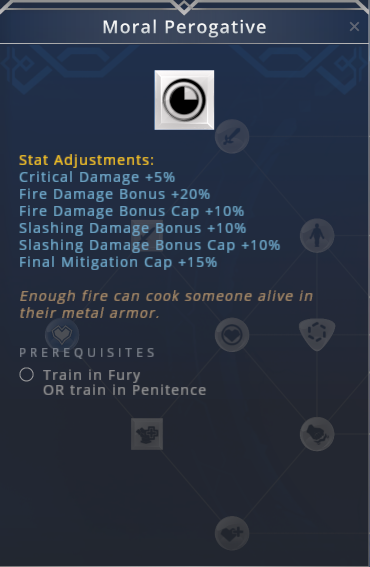 Moral Perogative
Stat Adjustments:
Critical Damage +5%
Fire Damage Bonus +20%
Fire Damage Bonus Cap +10%
Slashing Damage Bonus +10%
Slashing Damage Bonus Cap +10%
Final Mitigation Cap +15%
Enough fire can cook someone alive in
their metal armor.
PREREQUISITES
Train in Fury
OR train in Penitence